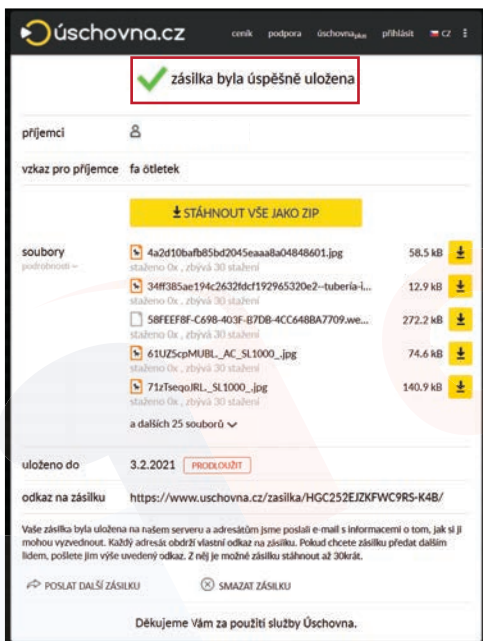 úschovna.cz ceník podpora úschovnaplus přihlásit CZ
zásilka byla úspěšně uložena
příjemci
vzkaz pro příjemce fa ötletek
STÁHNOUT VŠE JAKO ZIP
soubory 4a2d10bafb85bd2045eaaa8a04848601.jpg 58.5 kB
podrobnosti staženo 0x , zbývá 30 stažení
34ff385ae194c2632fdcf192965320e2--tubería-i... 12.9 kB
staženo 0x , zbývá 30 stažení
58FEEF8F-C698-403F-B7DB-4CC648BA7709.we... 272.2 kB
staženo 0x , zbývá 30 stažení
61UZ5cpMUBL._AC_SL1000_.jpg 74.6 kB
staženo 0x , zbývá 30 stažení
71zTseqoJRL._SL1000_.jpg 140.9 kB
staženo 0x , zbývá 30 stažení
a dalších 25 souborů
uloženo do 3.2.2021 PRODLOUŽIT
odkaz na zásilku https://www.uschovna.cz/zasilka/HGC252EJZKFWC9RS-K4B/
Vaše zásilka byla uložena na našem serveru a adresátům jsme poslali e-mail s informacemi o tom, jak si ji
mohou vyzvednout. Každý adresát obdrží vlastní odkaz na zásilku. Pokud chcete zásilku předat dalším
lidem, pošlete jim výše uvedený odkaz. Z něj je možné zásilku stáhnout až 30krát.
POSLAT DALŠÍ ZÁSILKU SMAZAT ZÁSILKU
Děkujeme Vám za použití služby Úschovna.